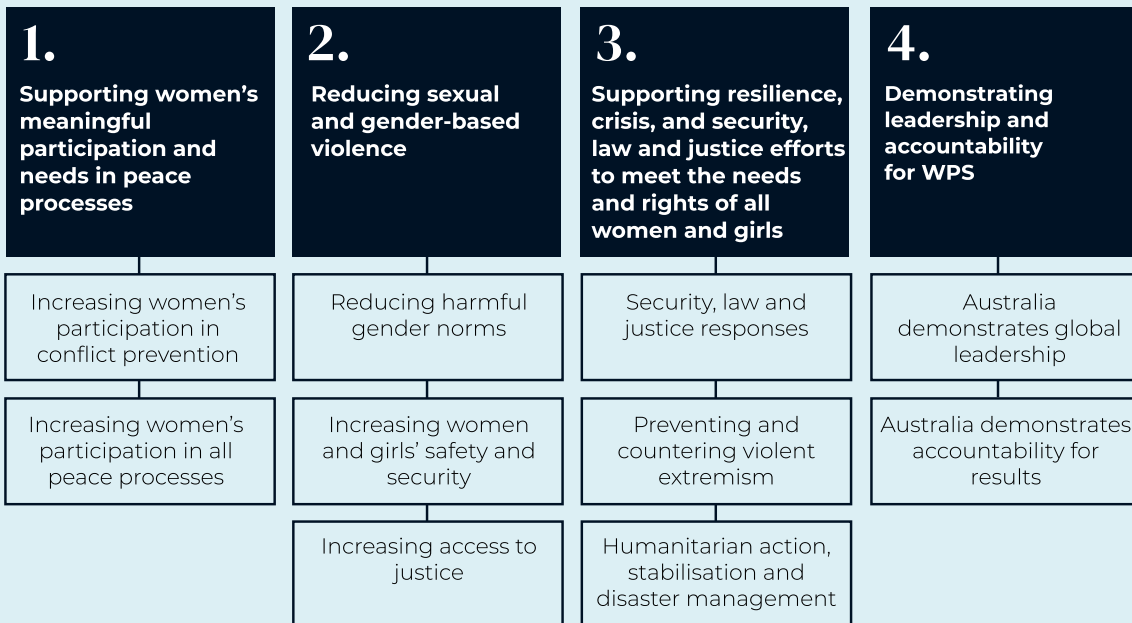 1.
Supporting women’s
meaningful
participation and
needs in peace
processes
Increasing women’s
participation in
conflict prevention
Increasing women’s
participation in all
peace processes
2.
Reducing sexual
and gender-based
violence
Reducing harmful
gender norms
Increasing women
and girls’ safety and
security
Increasing access to
justice
3.
Supporting resilience,
crisis, and security,
law and justice efforts
to meet the needs
and rights of all
women and girls
Security, law and
justice responses
Preventing and
countering violent
extremism
Humanitarian action,
stabilisation and
disaster management
4.
Demonstrating
leadership and
accountability
for WPS
Australia
demonstrates global
leadership
Australia demonstrates
accountability for
results